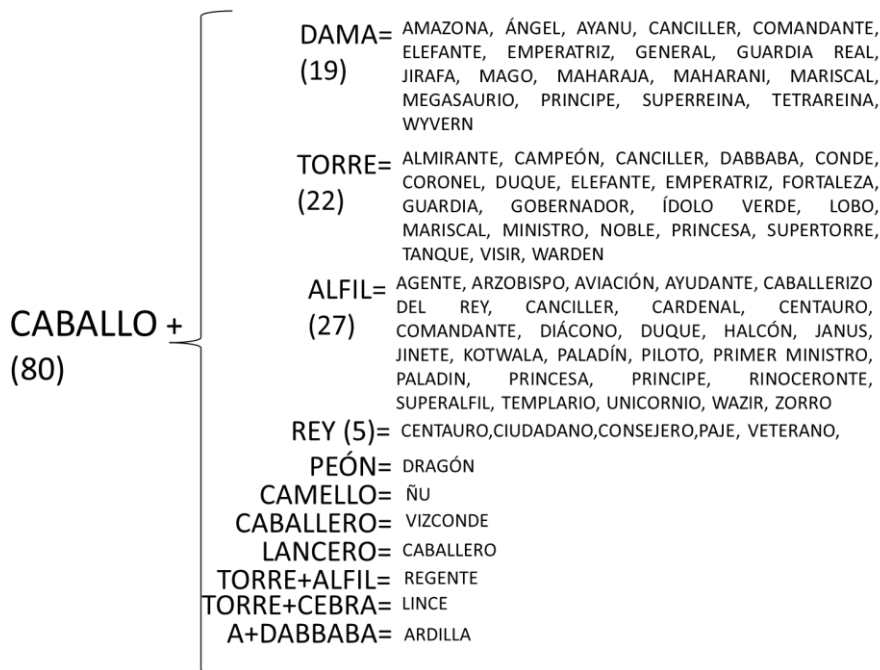 DAMA= AMAZONA, ÁNGEL, AYANU, CANCILLER, COMANDANTE,
(19) ELEFANTE, EMPERATRIZ, GENERAL, GUARDIA REAL,
JIRAFA, MAGO, MAHARAJA, MAHARANI, MARISCAL,
MEGASAURIO, PRINCIPE, SUPERREINA, TETRAREINA,
WYVERN
TORRE= ALMIRANTE, CAMPEÓN, CANCILLER, DABBABA, CONDE,
(22) CORONEL, DUQUE, ELEFANTE, EMPERATRIZ, FORTALEZA,
GUARDIA, GOBERNADOR, ÍDOLO VERDE, LOBO,
MARISCAL, MINISTRO, NOBLE, PRINCESA, SUPERTORRE,
TANQUE, VISIR, WARDEN
ALFIL= AGENTE, ARZOBISPO, AVIACIÓN, AYUDANTE, CABALLERIZO
(27) DEL REY, CANCILLER, CARDENAL, CENTAURO,
COMANDANTE, DIÁCONO, DUQUE, HALCÓN, JANUS,
JINETE, KOTWALA, PALADÍN, PILOTO, PRIMER MINISTRO,
PALADIN, PRINCESA, PRINCIPE, RINOCERONTE,
SUPERALFIL, TEMPLARIO, UNICORNIO, WAZIR, ZORRO
CABALLO +
(80)
REY (5)= CENTAURO,CIUDADANO,CONSEJERO,PAJE, VETERANO,
PEÓN= DRAGÓN
CAMELLO= ÑU
CABALLERO= VIZCONDE
LANCERO= CABALLERO
TORRE+ALFIL= REGENTE
TORRE+CEBRA= LINCE
A+DABBABA= ARDILLA